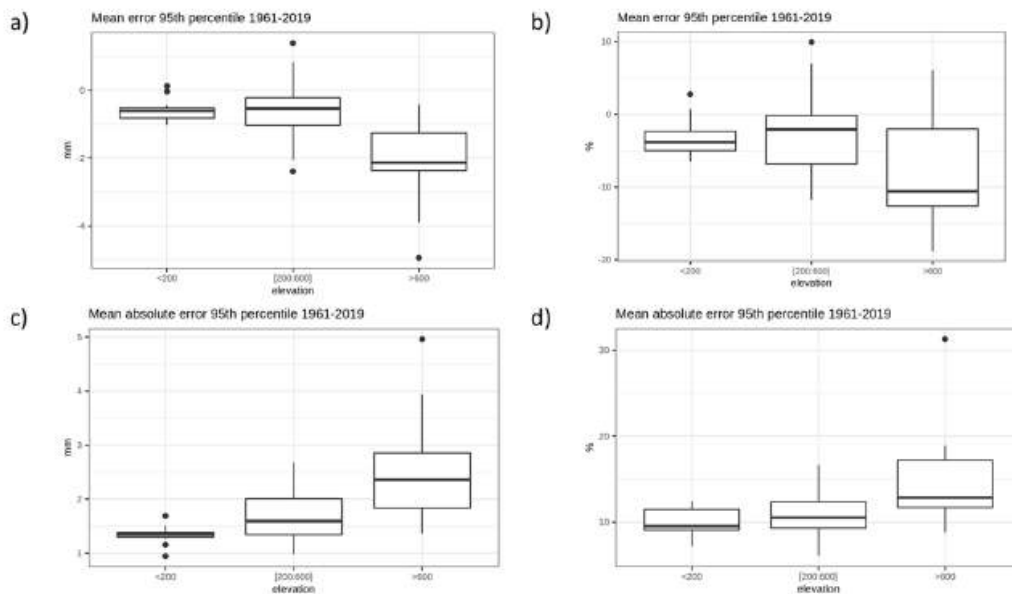 a)
Mean error 95th percentile 1961-2019
0
-2
-4
mm
<200
[200:600]
>600
elevation
b)
Mean error 95th percentile 1961-2019
10
0
-10
-20
%
<200
[200:600]
>600
elevation
c)
Mean absolute error 95th percentile 1961-2019
5
4
3
2
1
mm
<200
[200:600]
>600
elevation
d)
Mean absolute error 95th percentile 1961-2019
30
20
10
%
<200
[200:600]
>600
elevation